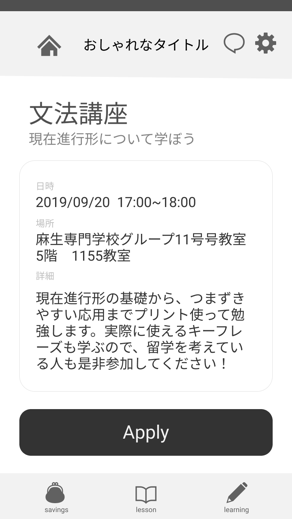 おしゃれなタイトル
文法講座
現在進行形について学ぼう
日時
2019/09/20 17:00~18:00
場所
麻生専門学校グループ11号号教室
5階　1155教室
詳細
現在進行形の基礎から、つまずき
やすい応用までプリント使って勉
強します。実際に使えるキーフレ
ーズも学ぶので、留学を考えてい
る人も是非参加してください！
Apply
savings
lesson
learning